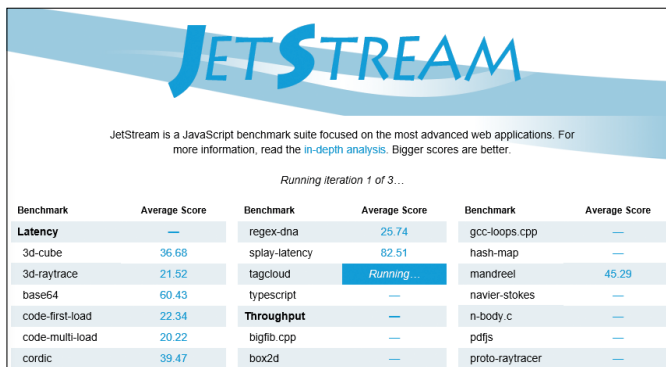 JETSTREAM
JetStream is a JavaScript benchmark suite focused on the most advanced web applications. For
more information, read the in-depth analysis. Bigger scores are better.
Running iteration 1 of 3…
Benchmark Average Score Benchmark Average Score Benchmark Average Score
Latency — regex-dna 25.74 gcc-loops.cpp —
3d-cube 36.68 splay-latency 82.51 hash-map —
3d-raytrace 21.52 tagcloud Running… mandreel 45.29
base64 60.43 typescript — navier-stokes —
code-first-load 22.34 Throughput — n-body.c —
code-multi-load 20.22 bigfib.cpp — pdfjs —
cordic 39.47 box2d — proto-raytracer —